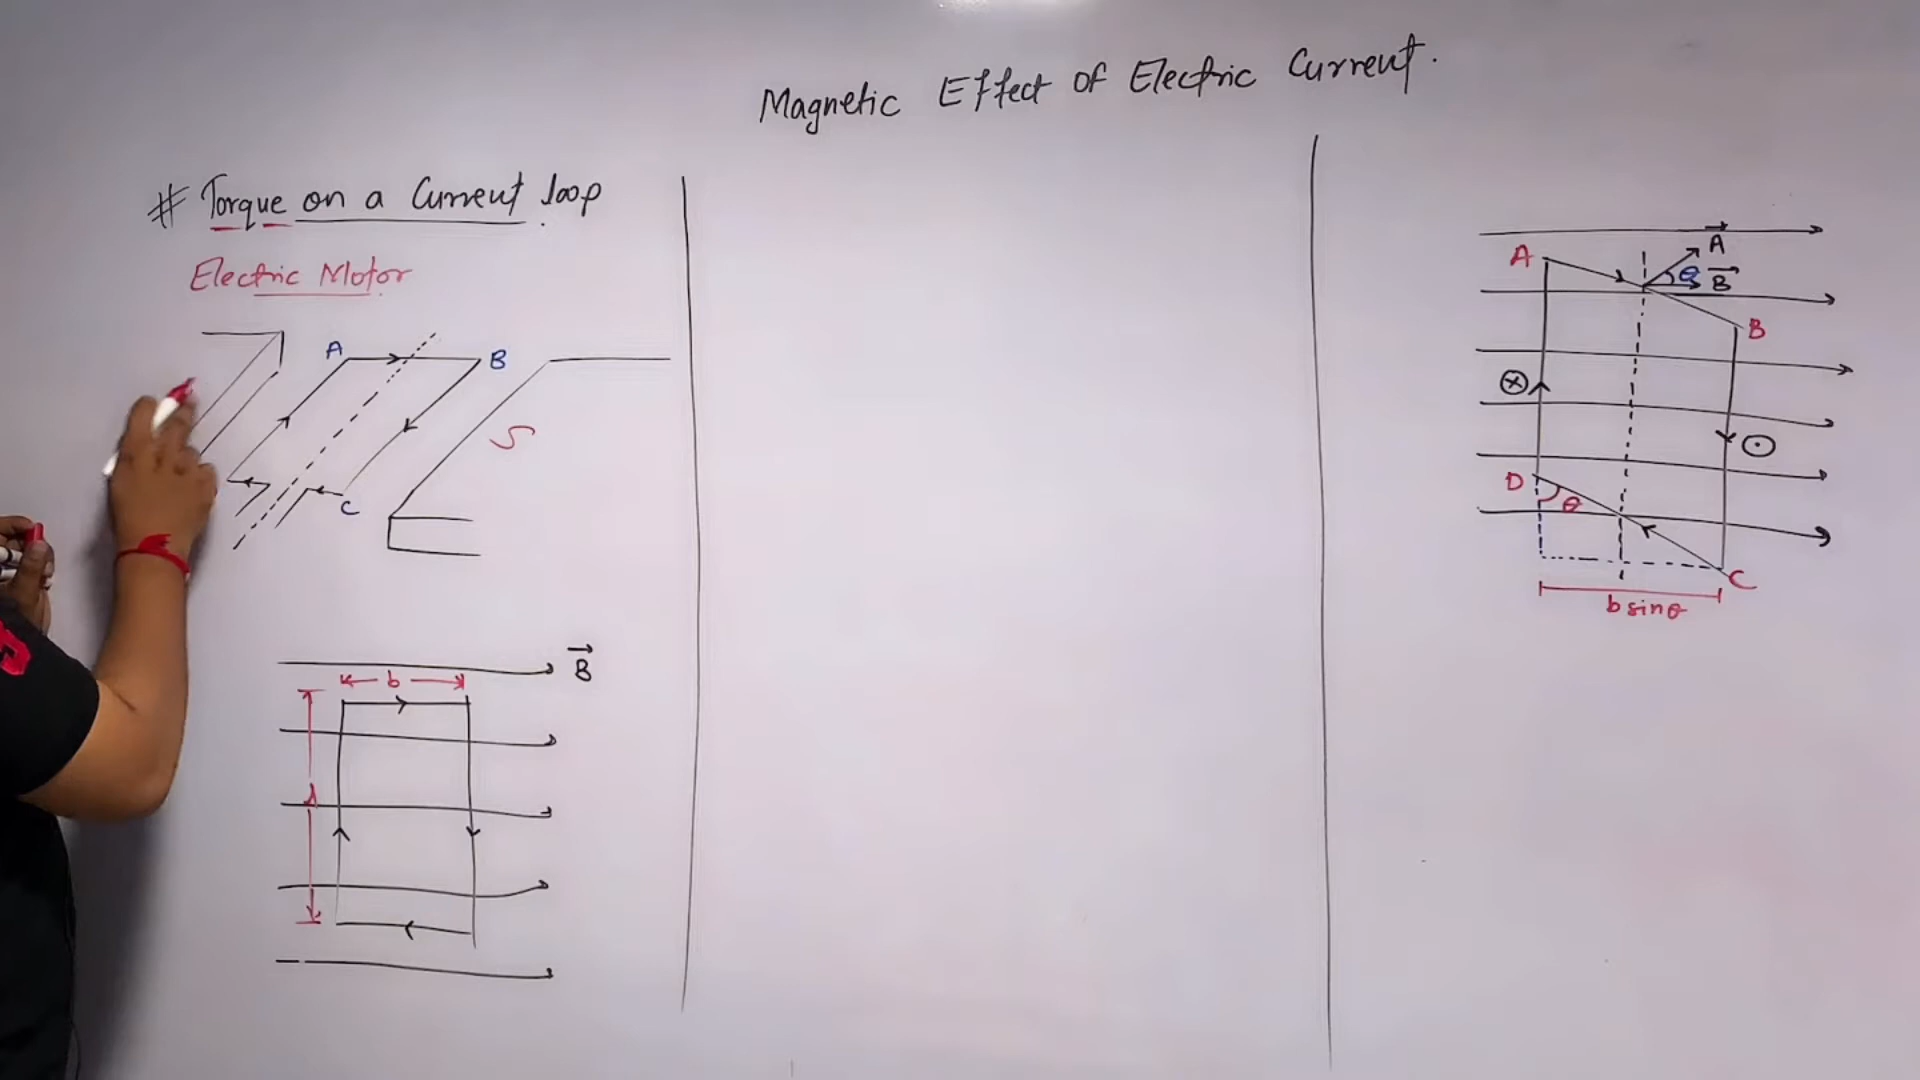 Magnetic Effect of Electric Current.
# Torque on a Current loop
Electric Motor
A
B
S
C
B
b
l
A
A
θ
B
B
⊗
⊙
D
θ
C
b sinθ